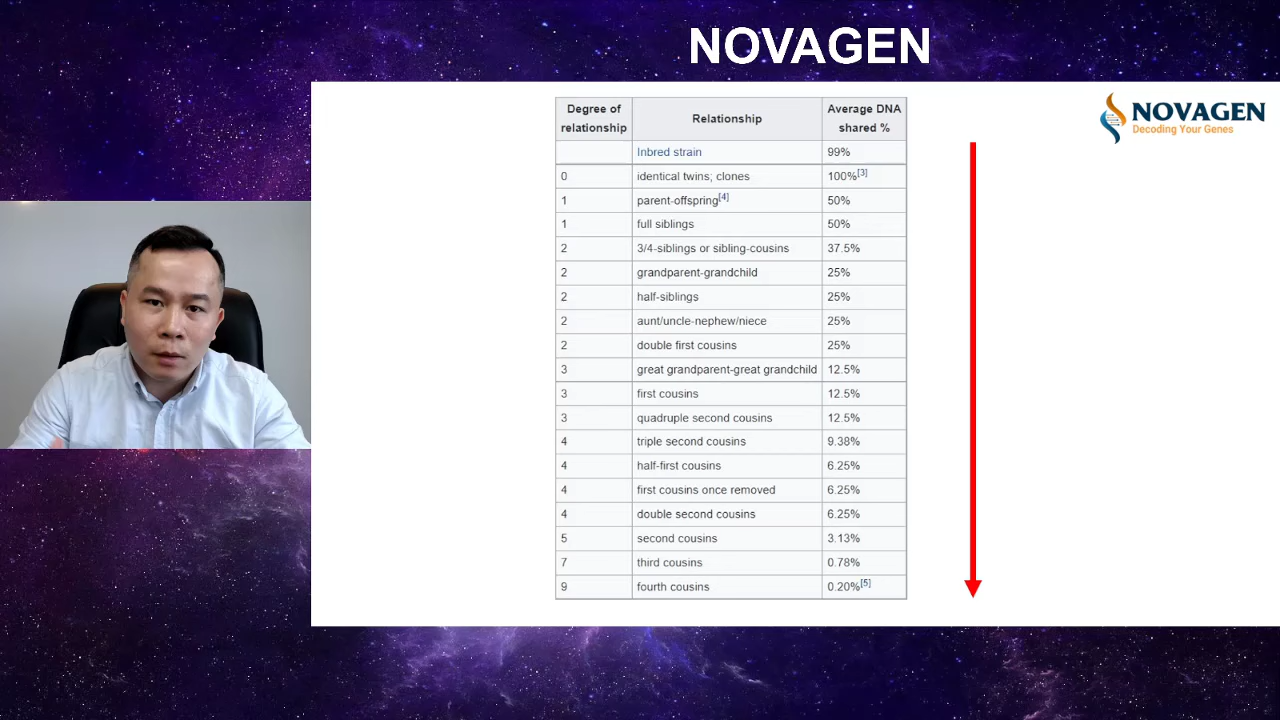 NOVAGEN
NOVAGEN
Decoding Your Genes
Degree of relationship Relationship Average DNA shared %
Inbred strain 99%
0 identical twins; clones 100%[3]
1 parent-offspring[4] 50%
1 full siblings 50%
2 3/4-siblings or sibling-cousins 37.5%
2 grandparent-grandchild 25%
2 half-siblings 25%
2 aunt/uncle-nephew/niece 25%
2 double first cousins 25%
3 great grandparent-great grandchild 12.5%
3 first cousins 12.5%
3 quadruple second cousins 12.5%
4 triple second cousins 9.38%
4 half-first cousins 6.25%
4 first cousins once removed 6.25%
4 double second cousins 6.25%
5 second cousins 3.13%
7 third cousins 0.78%
9 fourth cousins 0.20%[5]